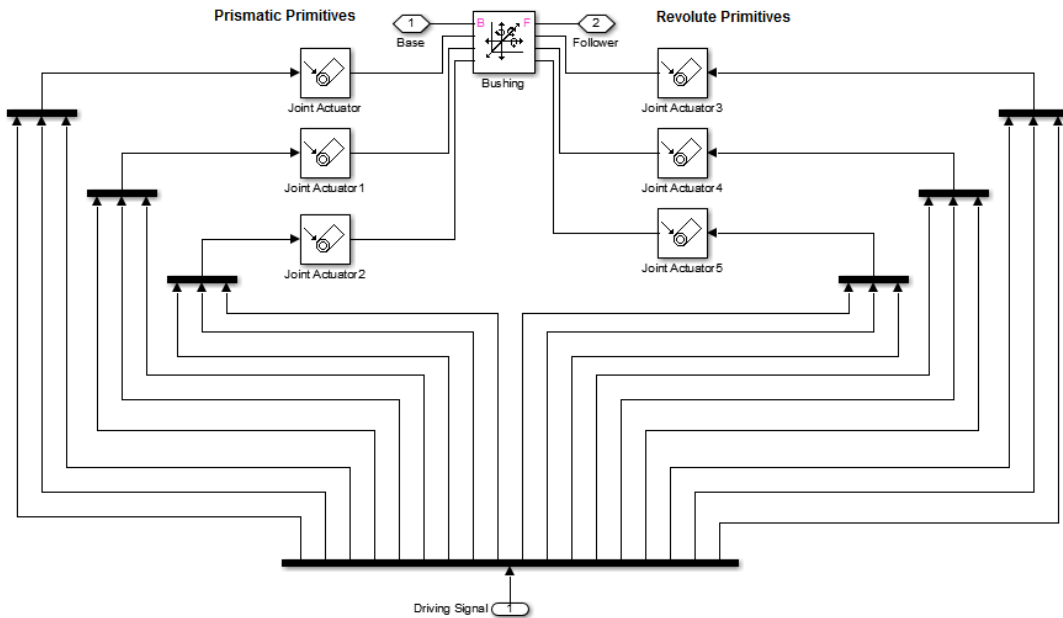 Prismatic Primitives
Revolute Primitives
1
Base
B
F
Bushing
2
Follower
Joint Actuator
Joint Actuator1
Joint Actuator2
Joint Actuator3
Joint Actuator4
Joint Actuator5
Driving Signal
1